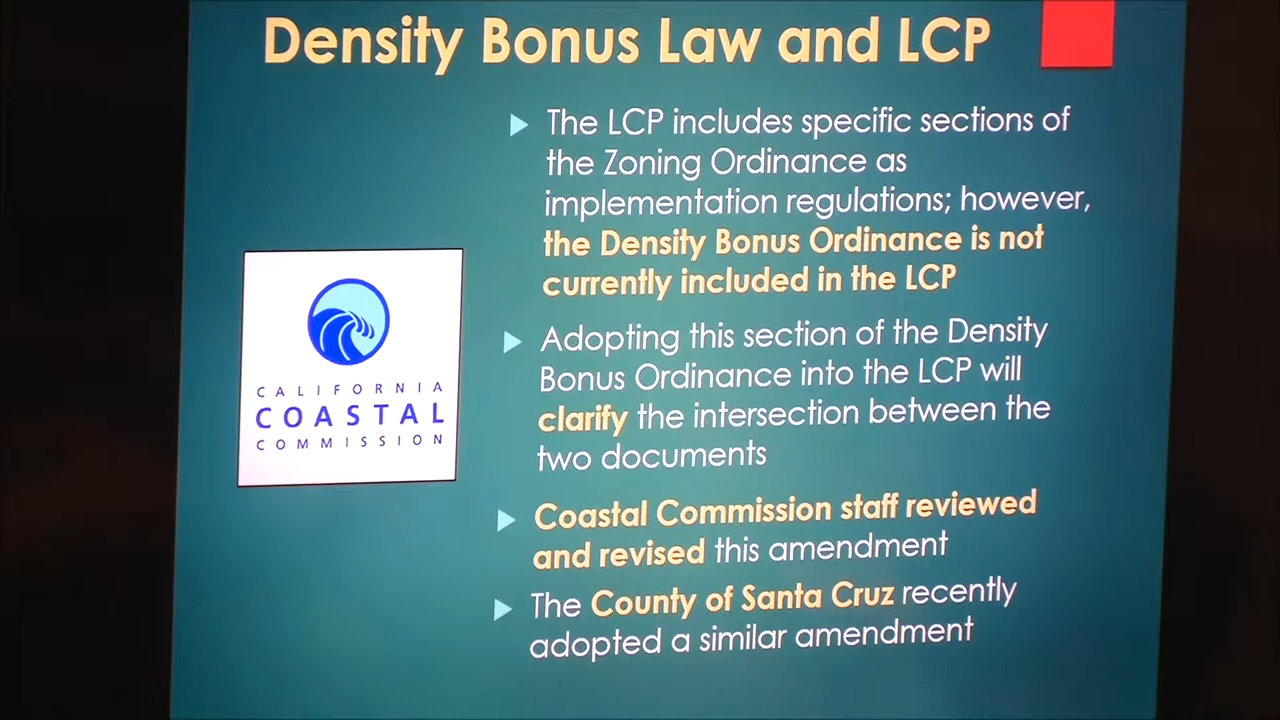 Density Bonus Law and LCP
The LCP includes specific sections of
the Zoning Ordinance as
implementation regulations; however,
the Density Bonus Ordinance is not
currently included in the LCP
Adopting this section of the Density
Bonus Ordinance into the LCP will
clarify the intersection between the
two documents
Coastal Commission staff reviewed
and revised this amendment
The County of Santa Cruz recently
adopted a similar amendment
CALIFORNIA
COASTAL
COMMISSION